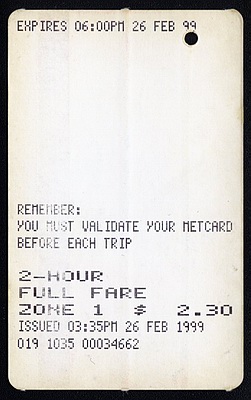 EXPIRES 06:00PM 26 FEB 99
REMEMBER:
YOU MUST VALIDATE YOUR METCARD
BEFORE EACH TRIP
2-HOUR
FULL FARE
ZONE 1 $ 2.30
ISSUED 03:35PM 26 FEB 1999
019 1035 00034662